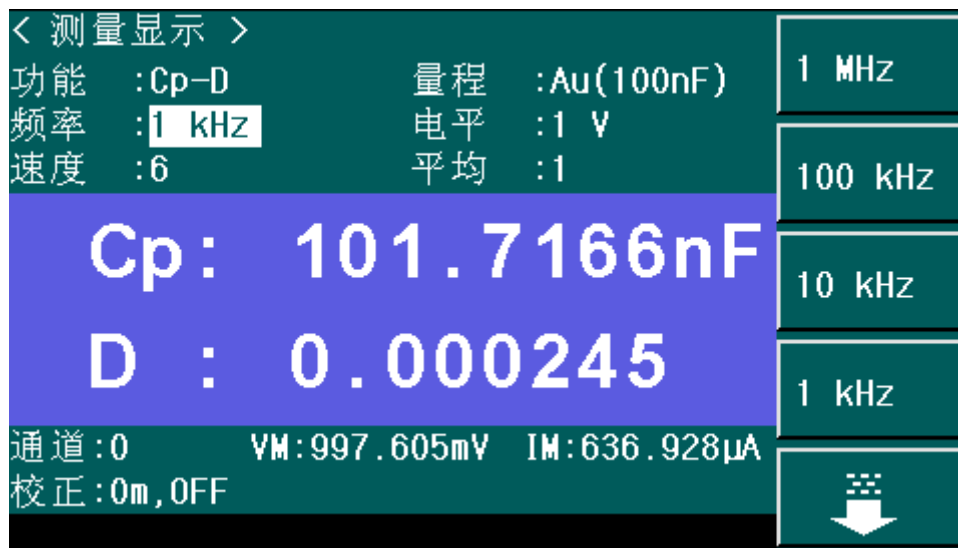 < 测量显示 >
功能 :Cp-D 量程 :Au(100nF)
频率 :1 kHz 电平 :1 V
速度 :6 平均 :1
Cp: 101.7166nF
D : 0.000245
通道:0 VM:997.605mV IM:636.928µA
校正:0m,OFF
1 MHz
100 kHz
10 kHz
1 kHz